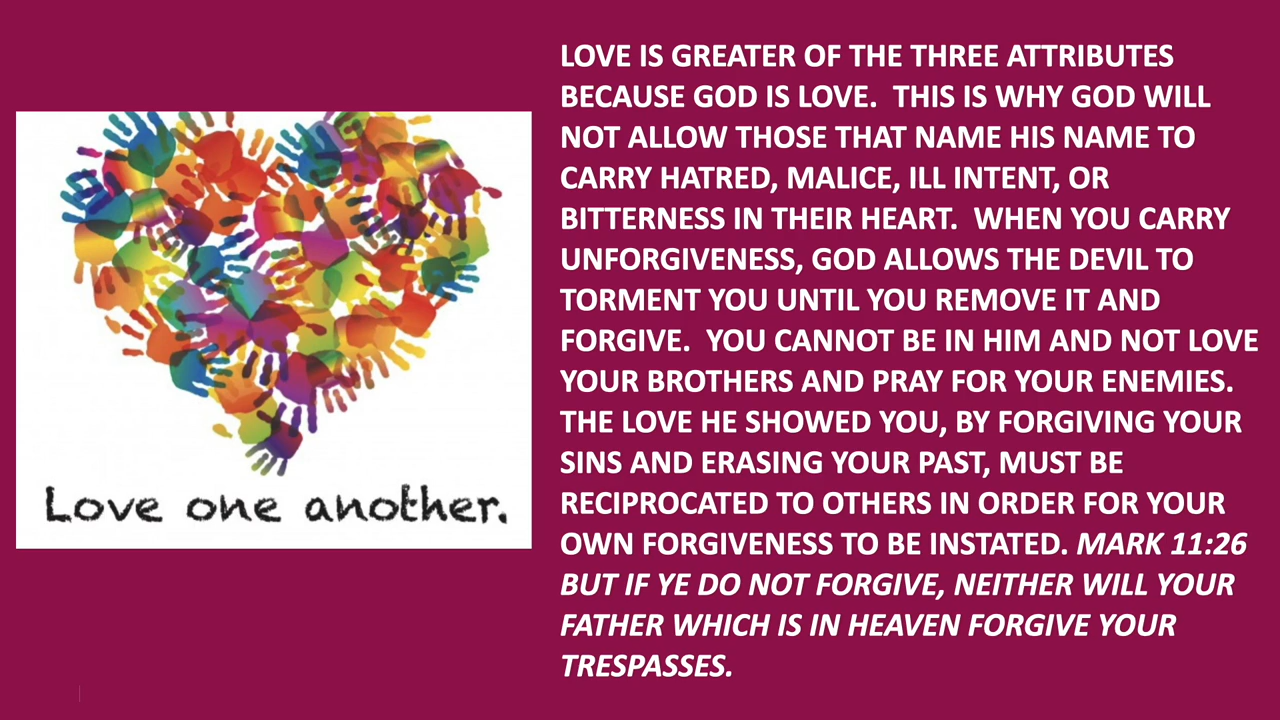 LOVE IS GREATER OF THE THREE ATTRIBUTES
BECAUSE GOD IS LOVE.  THIS IS WHY GOD WILL
NOT ALLOW THOSE THAT NAME HIS NAME TO
CARRY HATRED, MALICE, ILL INTENT, OR
BITTERNESS IN THEIR HEART.  WHEN YOU CARRY
UNFORGIVENESS, GOD ALLOWS THE DEVIL TO
TORMENT YOU UNTIL YOU REMOVE IT AND
FORGIVE.  YOU CANNOT BE IN HIM AND NOT LOVE
YOUR BROTHERS AND PRAY FOR YOUR ENEMIES.
THE LOVE HE SHOWED YOU, BY FORGIVING YOUR
SINS AND ERASING YOUR PAST, MUST BE
RECIPROCATED TO OTHERS IN ORDER FOR YOUR
OWN FORGIVENESS TO BE INSTATED. MARK 11:26
BUT IF YE DO NOT FORGIVE, NEITHER WILL YOUR
FATHER WHICH IS IN HEAVEN FORGIVE YOUR
TRESPASSES.
Love one another.